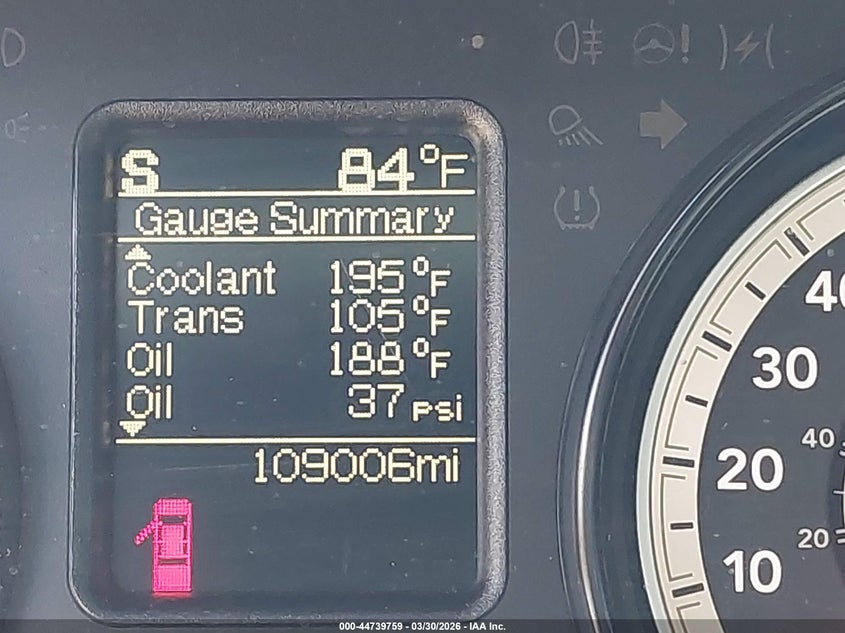 S 84°F
Gauge Summary
Coolant 195°F
Trans 105°F
Oil 188°F
Oil 37 psi
109006mi
40
30
20
10
40
20
000-44739759 - 03/30/2026 - IAA Inc.